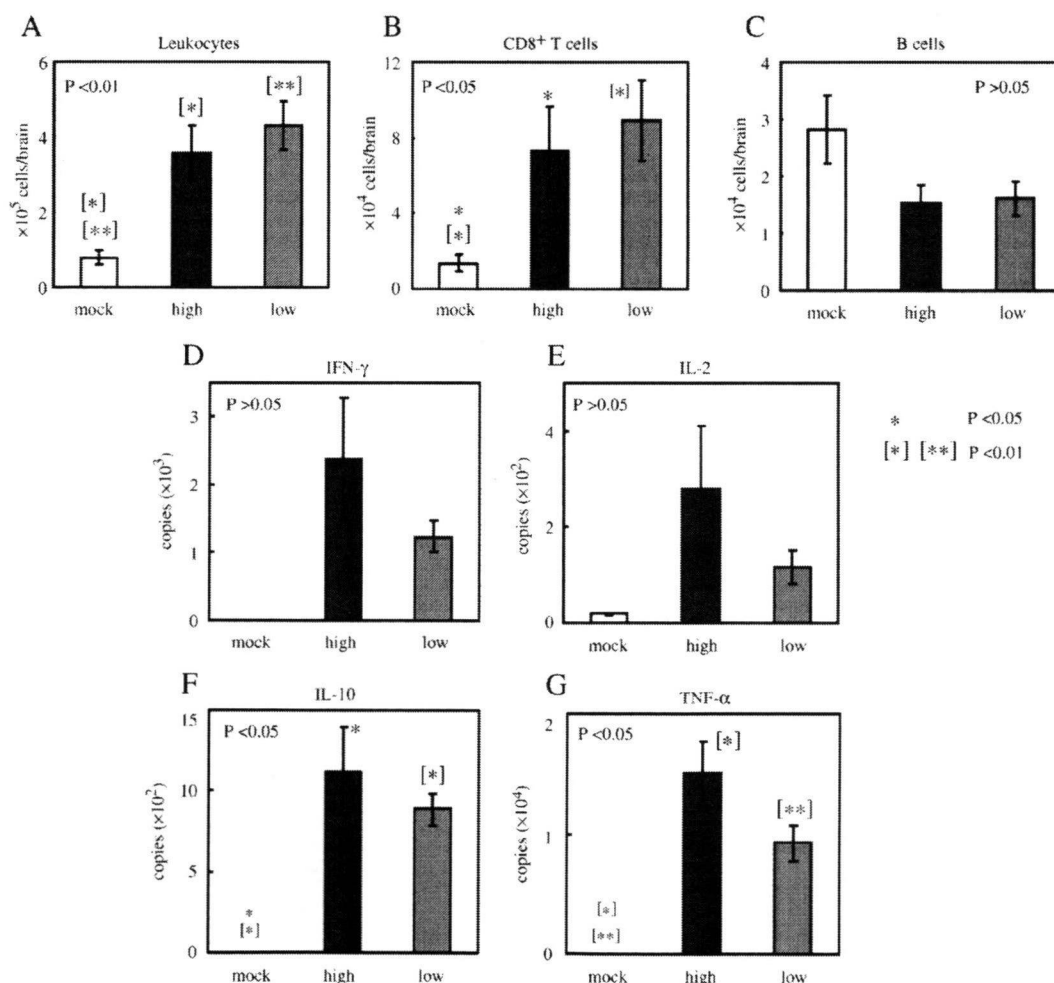 A
Leukocytes
P <0.01
[*]
[**]
[*]
[**]
6
4
2
0
×10⁵ cells/brain
mock high low
B
CD8⁺ T cells
P <0.05
*
[*]
*
[*]
12
8
4
0
×10⁴ cells/brain
mock high low
C
B cells
P >0.05
4
3
2
1
0
×10⁴ cells/brain
mock high low
D
IFN-γ
P >0.05
3
2
1
0
copies (×10³)
mock high low
E
IL-2
P >0.05
4
2
0
copies (×10²)
mock high low
* P <0.05
[*] [**] P <0.01
F
IL-10
P <0.05
*
[*]
*
[*]
15
10
5
0
copies (×10²)
mock high low
G
TNF-α
P <0.05
[*]
[**]
[*]
[**]
2
1
0
copies (×10⁴)
mock high low